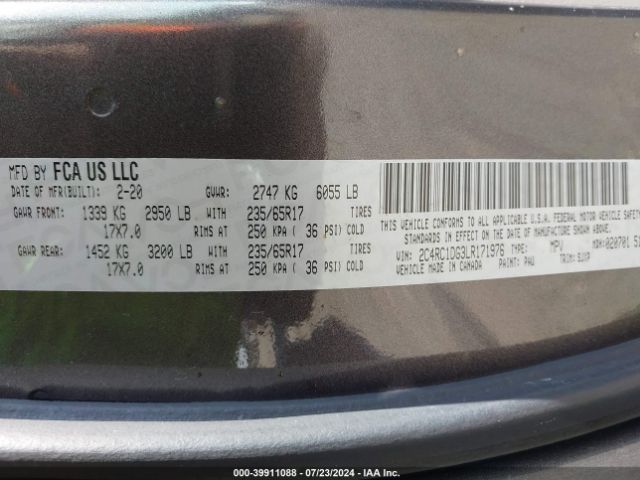 MFD BY FCA US LLC
DATE OF MFR(BUILT): 2-20 GVWR: 2747 KG 6055 LB
GAWR FRONT: 1339 KG 2950 LB WITH 235/65R17 TIRES
17X7.0 RIMS AT 250 KPA ( 36 PSI) COLD
GAWR REAR: 1452 KG 3200 LB WITH 235/65R17 TIRES
17X7.0 RIMS AT 250 KPA ( 36 PSI) COLD
THIS VEHICLE CONFORMS TO ALL APPLICABLE U.S.A. FEDERAL MOTOR VEHICLE
STANDARDS IN EFFECT ON THE DATE OF MANUFACTURE SHOWN ABOVE.
VIN: 2C4RC1DG3LR171976 TYPE: MPV MDH: 020701
VEHICLE MADE IN CANADA PAINT: PAU TRIM:
000-39911088 - 07/23/2024 - IAA Inc.